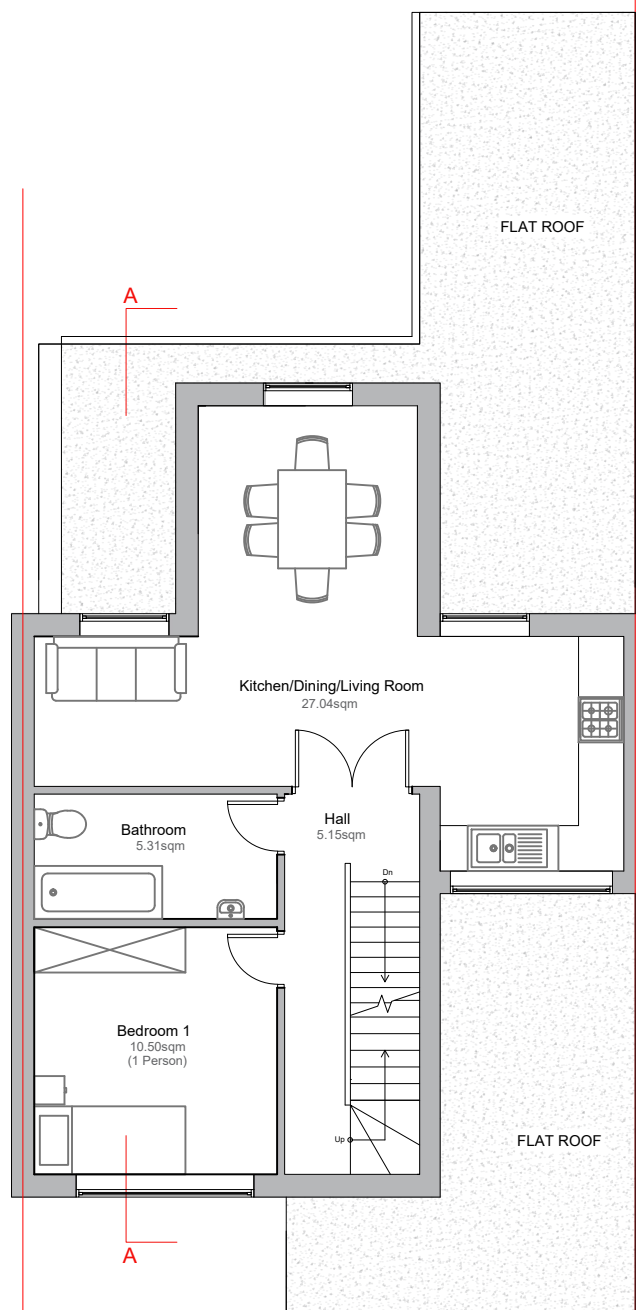 FLAT ROOF
A
Kitchen/Dining/Living Room
27.04sqm
Hall
5.15sqm
Bathroom
5.31sqm
Dn
Bedroom 1
10.50sqm
(1 Person)
Up
FLAT ROOF
A